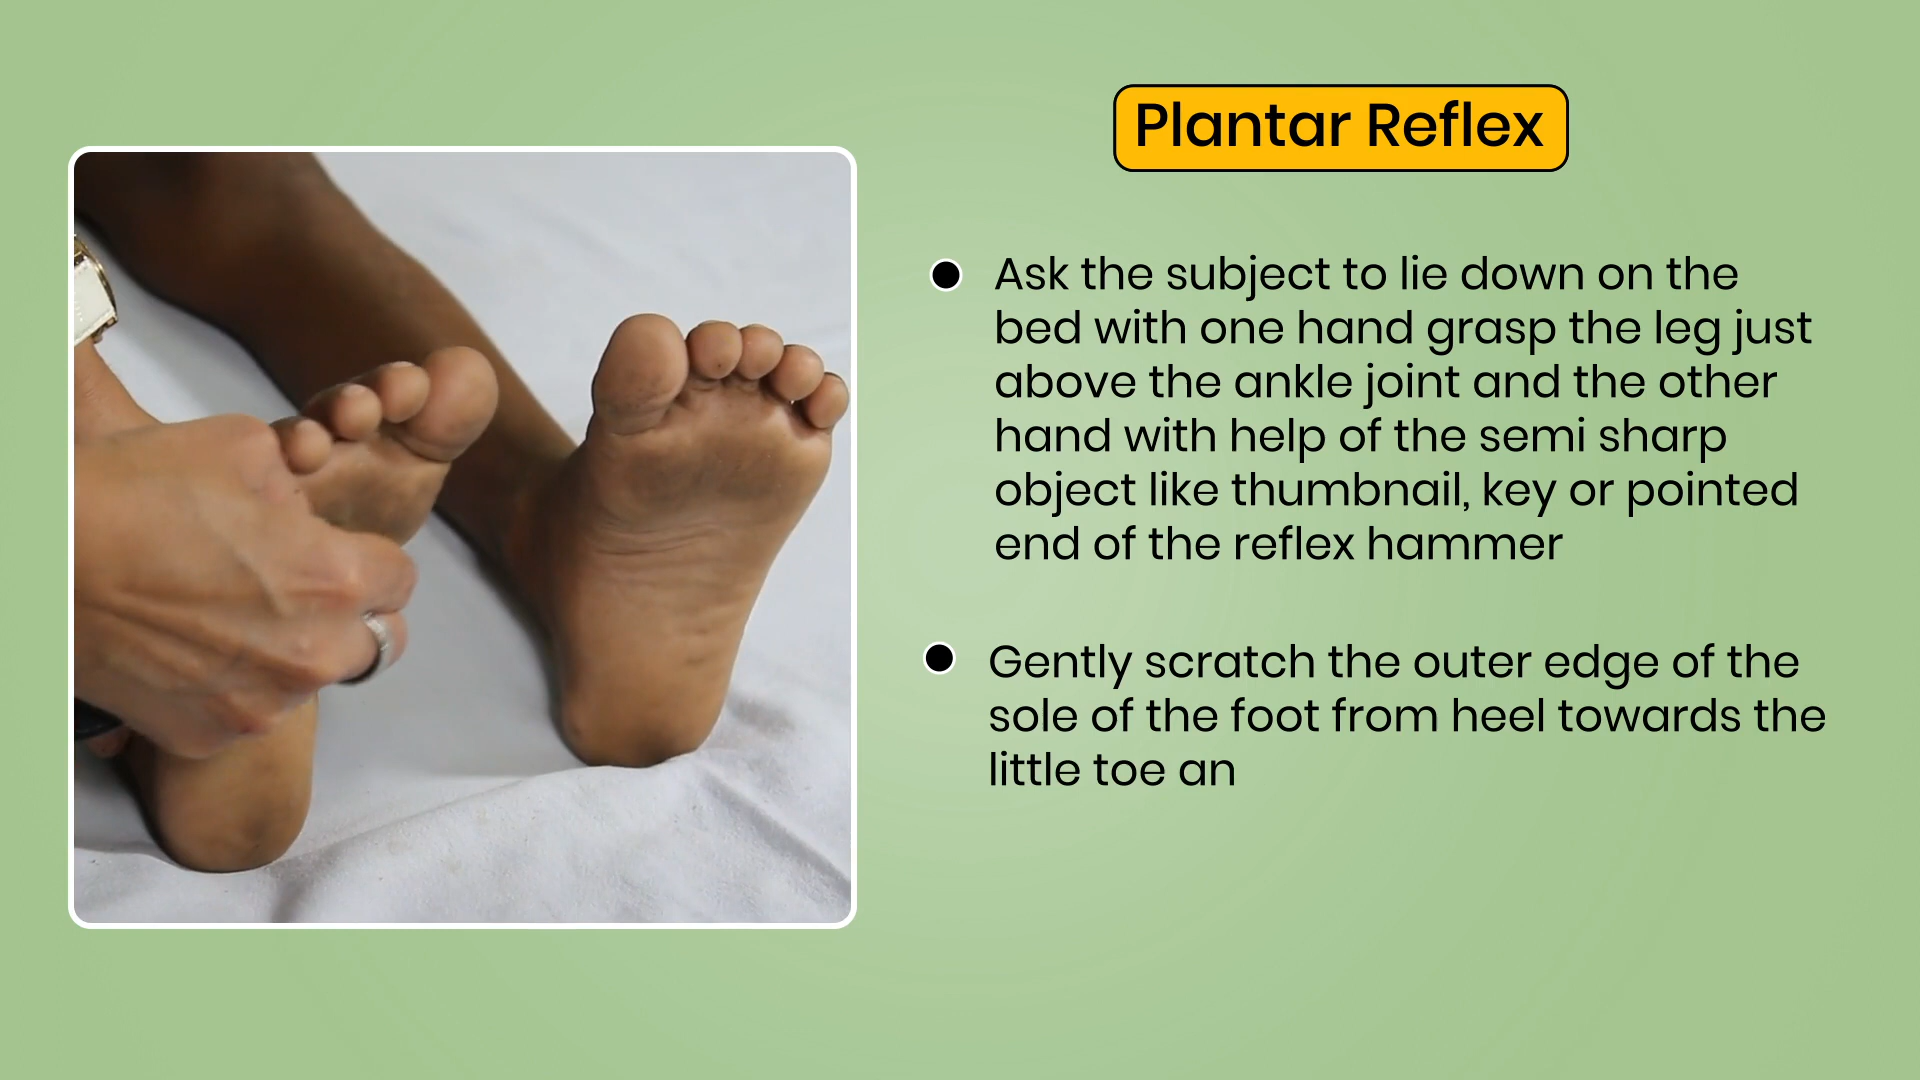 Plantar Reflex
● Ask the subject to lie down on the
bed with one hand grasp the leg just
above the ankle joint and the other
hand with help of the semi sharp
object like thumbnail, key or pointed
end of the reflex hammer
● Gently scratch the outer edge of the
sole of the foot from heel towards the
little toe an